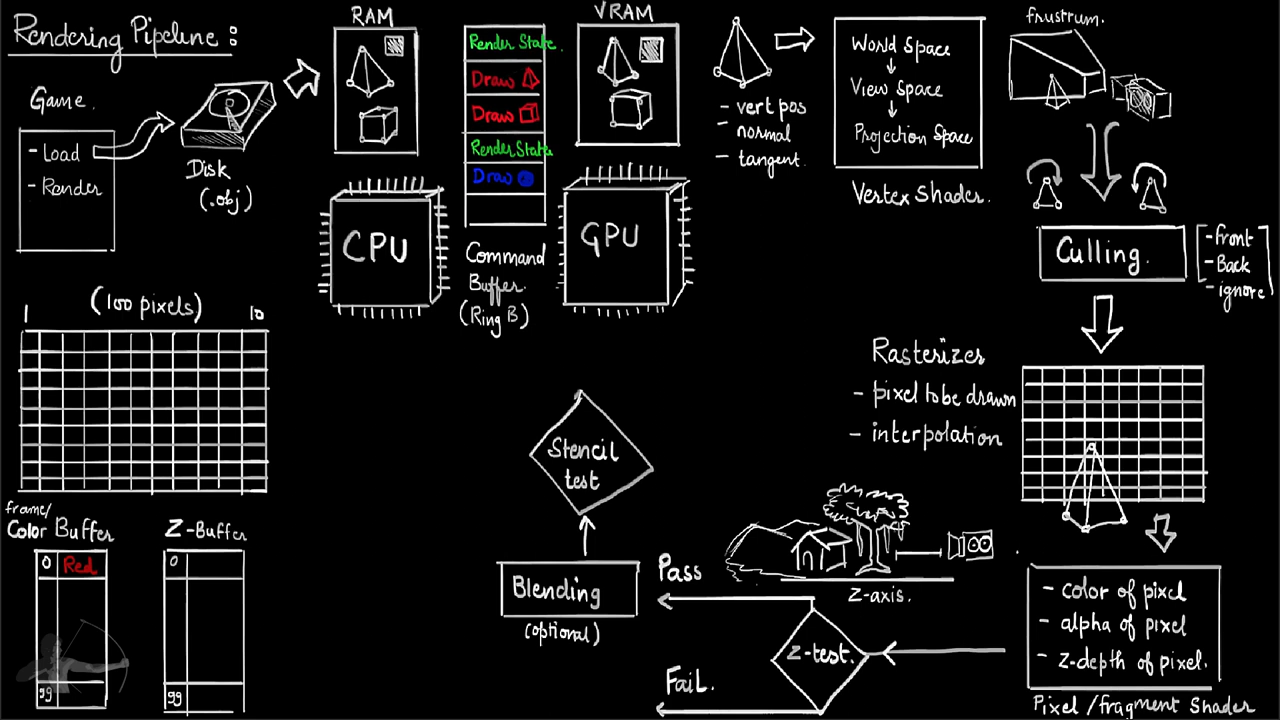 Rendering Pipeline :
Game
- Load
- Render
Disk
(.obj)
RAM
CPU
Render State
Draw
Draw
Render State
Draw
Command
Buffer
(Ring B)
VRAM
GPU
- vert pos
- normal
- tangent
World Space
View Space
Projection Space
Vertex Shader
frustrum
Culling
- front
- Back
- ignore
(100 pixels)
1
10
Rasterizer
- pixel to be drawn
- interpolation
frame/
Color Buffer
0 Red
99
Z-Buffer
0
99
- color of pixel
- alpha of pixel
- z-depth of pixel.
Pixel / fragment Shader
Z-axis.
z-test.
Pass
Fail.
Blending
(optional)
Stencil
test